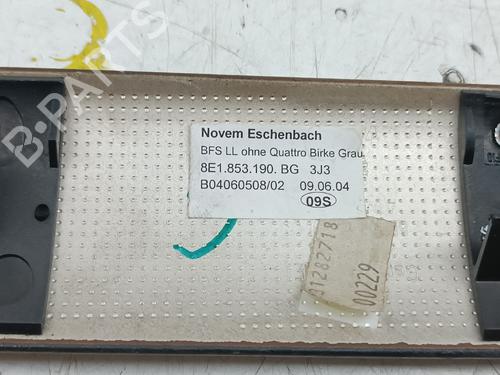 B-PARTS
Novem Eschenbach
BFS LL ohne Quattro Birke Grau
8E1.853.190. BG 3J3
B04060508/02 09.06.04
09S
00229